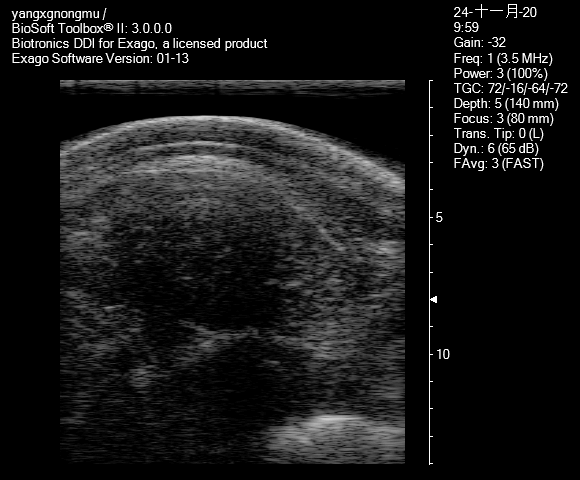 yangxgnongmu /
BioSoft Toolbox® II: 3.0.0.0
Biotronics DDI for Exago, a licensed product
Exago Software Version: 01-13
24-十一月-20
9:59
Gain: -32
Freq: 1 (3.5 MHz)
Power: 3 (100%)
TGC: 72/-16/-64/-72
Depth: 5 (140 mm)
Focus: 3 (80 mm)
Trans. Tip: 0 (L)
Dyn.: 6 (65 dB)
FAvg: 3 (FAST)
5
10